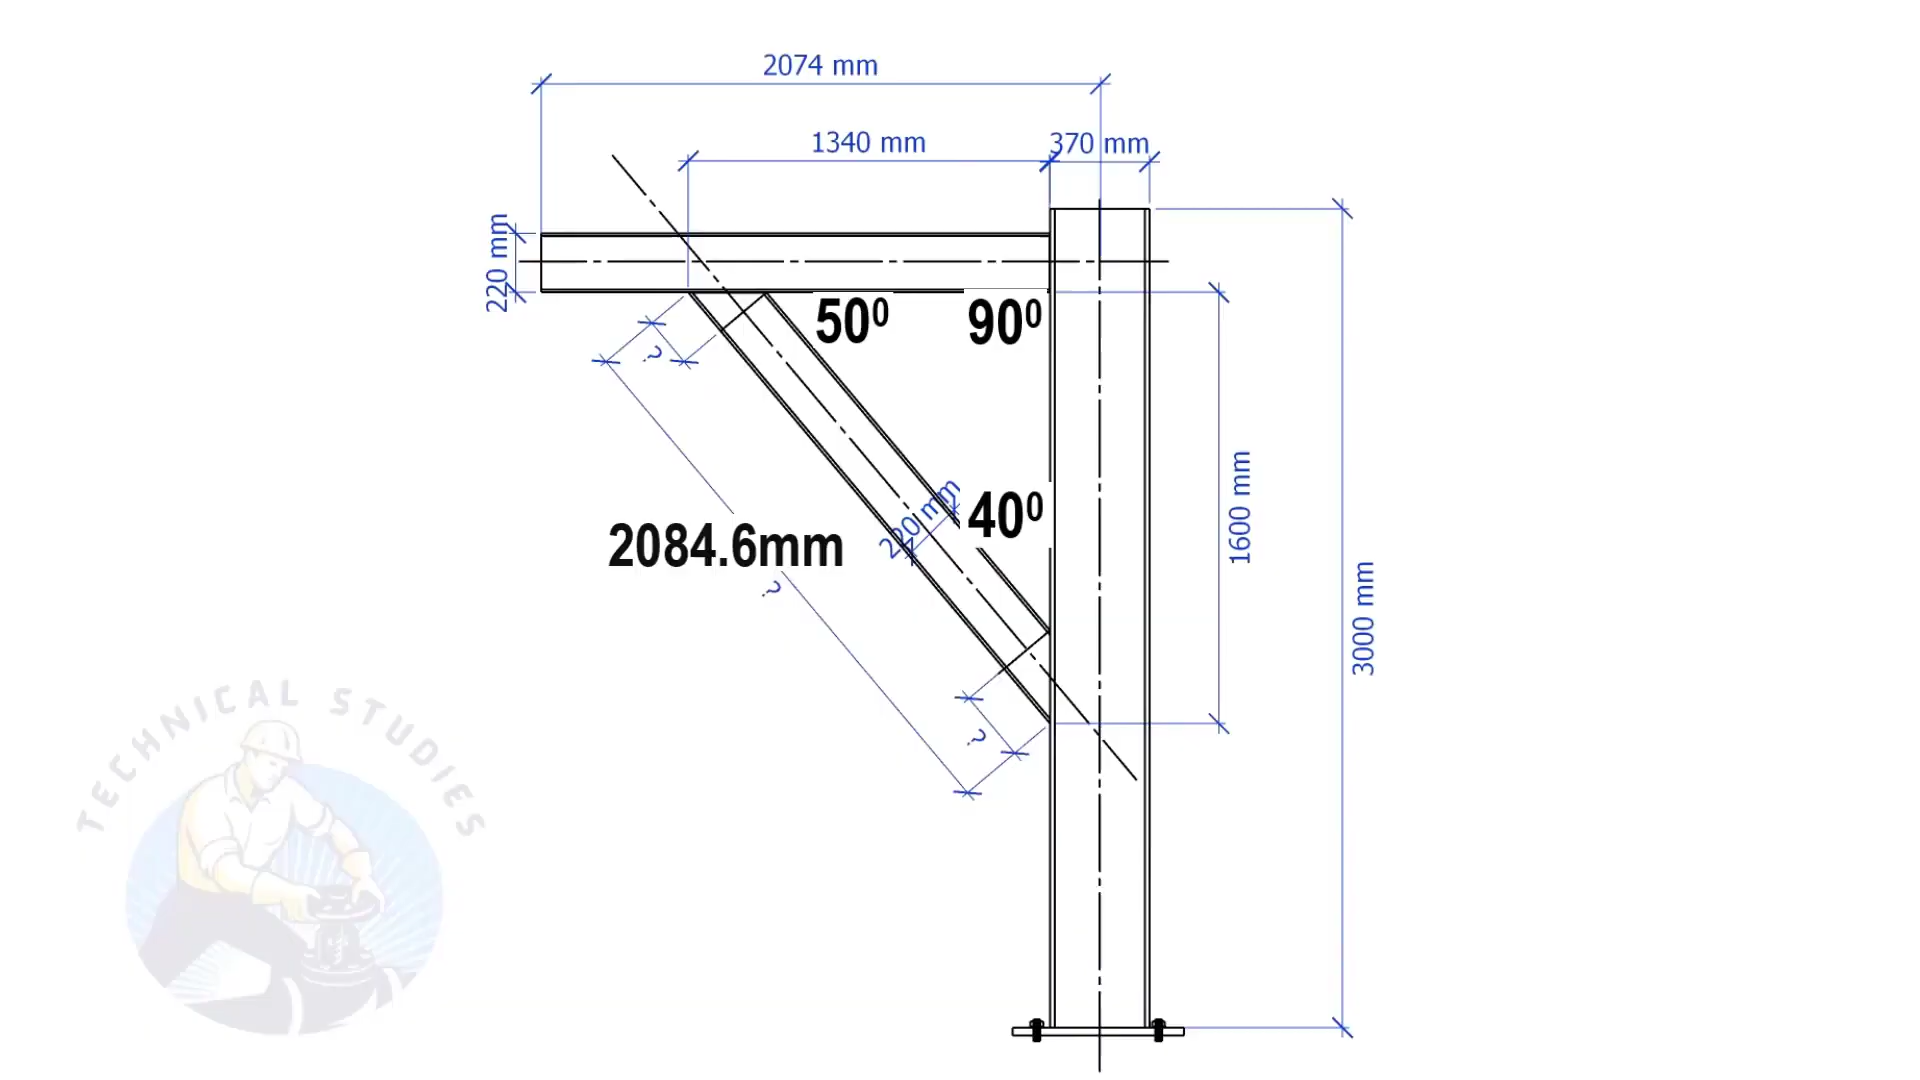 2074 mm
1340 mm
370 mm
220 mm
50⁰
90⁰
?
40⁰
220 mm
2084.6mm
?
1600 mm
3000 mm
?
TECHNICAL STUDIES